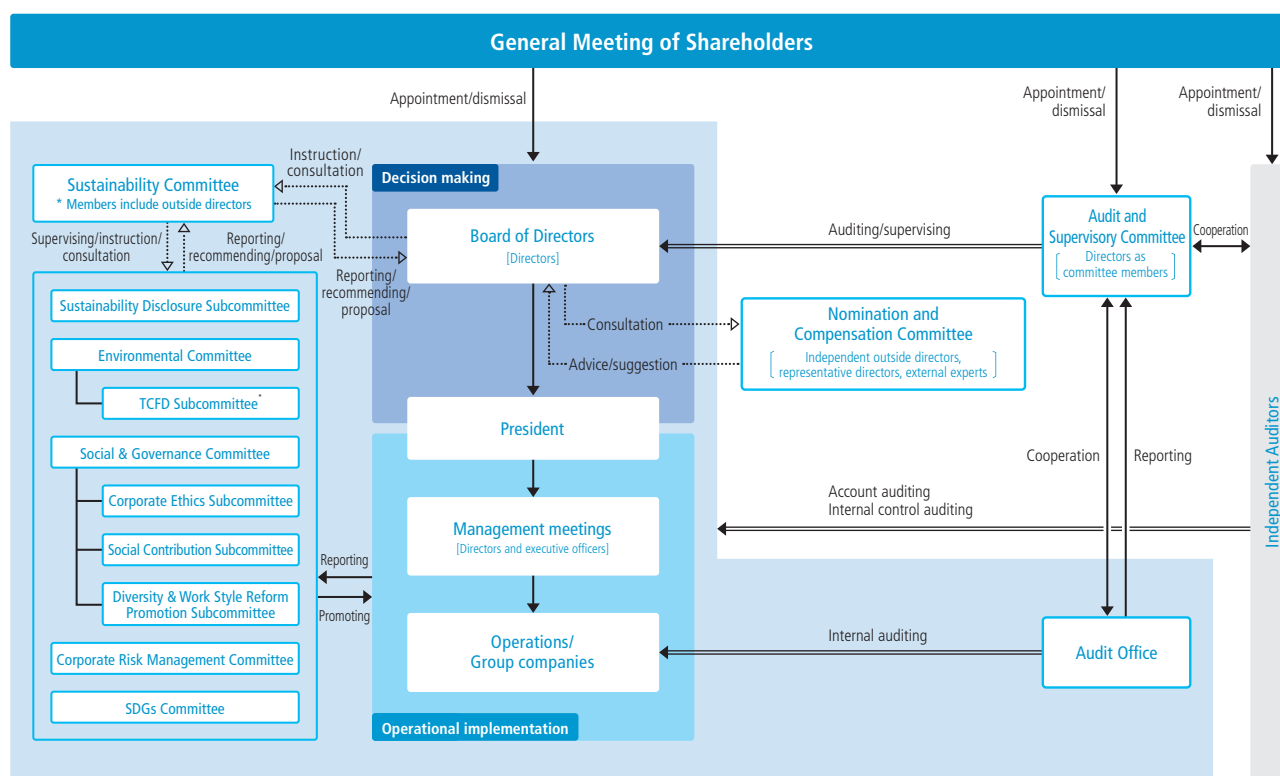 General Meeting of Shareholders
Appointment/dismissal
Appointment/
dismissal
Appointment/
dismissal
Instruction/
consultation
Decision making
Sustainability Committee
* Members include outside directors
Supervising/instruction/
consultation
Reporting/
recommending/proposal
Reporting/
recommending/
proposal
Board of Directors
[Directors]
Auditing/supervising
Audit and
Supervisory Committee
[Directors as
committee members]
Cooperation
Independent Auditors
Consultation
Advice/suggestion
Nomination and
Compensation Committee
[Independent outside directors,
representative directors, external experts]
Sustainability Disclosure Subcommittee
Environmental Committee
TCFD Subcommittee*
Social & Governance Committee
Corporate Ethics Subcommittee
Social Contribution Subcommittee
Diversity & Work Style Reform
Promotion Subcommittee
Corporate Risk Management Committee
SDGs Committee
Reporting
Promoting
President
Management meetings
[Directors and executive officers]
Operations/
Group companies
Operational implementation
Cooperation
Reporting
Account auditing
Internal control auditing
Internal auditing
Audit Office